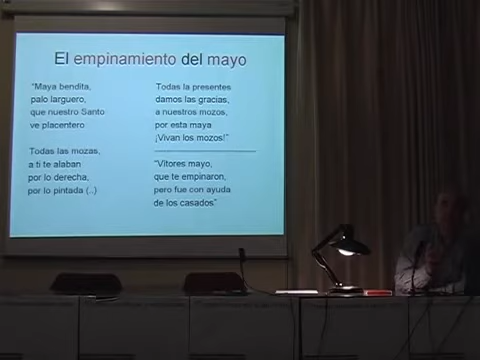 El empinamiento del mayo
"Maya bendita,
palo larguero,
que nuestro Santo
ve placentero
Todas las mozas,
a ti te alaban
por lo derecha,
por lo pintada (..)
Todas la presentes
damos las gracias,
a nuestros mozos,
por esta maya
¡Vivan los mozos!"
"Vitores mayo,
que te empinaron,
pero fue con ayuda
de los casados"